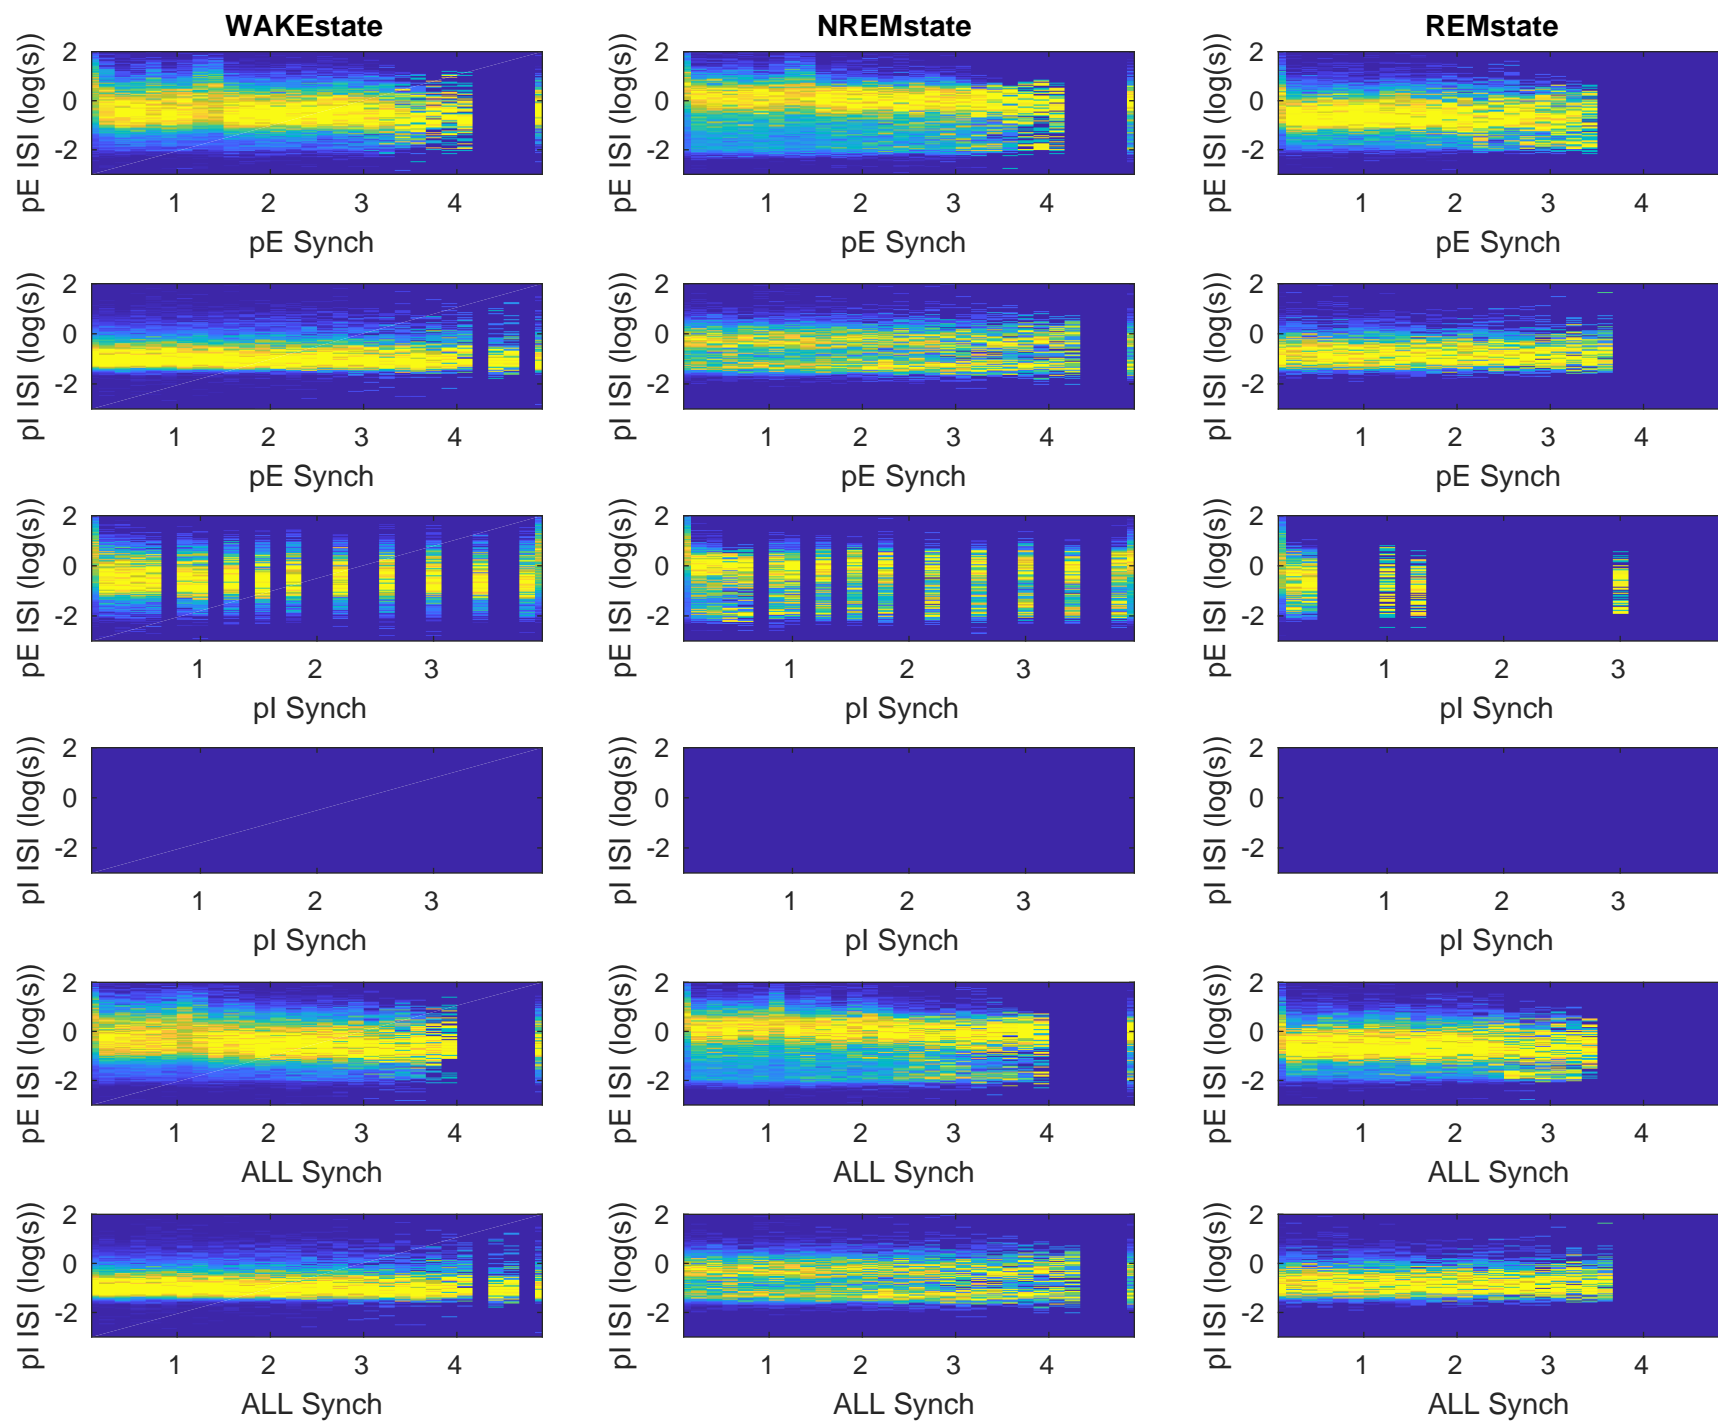 WAKEstate NREMstate REMstate
pE ISI (log(s)) 2 0 -2 pE ISI (log(s)) 2 0 -2 pE ISI (log(s)) 2 0 -2
1 2 3 4 1 2 3 4 1 2 3 4
pE Synch pE Synch pE Synch
pI ISI (log(s)) 2 0 -2 pI ISI (log(s)) 2 0 -2 pI ISI (log(s)) 2 0 -2
1 2 3 4 1 2 3 4 1 2 3 4
pE Synch pE Synch pE Synch
pE ISI (log(s)) 2 0 -2 pE ISI (log(s)) 2 0 -2 pE ISI (log(s)) 2 0 -2
1 2 3 1 2 3 1 2 3
pI Synch pI Synch pI Synch
pI ISI (log(s)) 2 0 -2 pI ISI (log(s)) 2 0 -2 pI ISI (log(s)) 2 0 -2
1 2 3 1 2 3 1 2 3
pI Synch pI Synch pI Synch
pE ISI (log(s)) 2 0 -2 pE ISI (log(s)) 2 0 -2 pE ISI (log(s)) 2 0 -2
1 2 3 4 1 2 3 4 1 2 3 4
ALL Synch ALL Synch ALL Synch
pI ISI (log(s)) 2 0 -2 pI ISI (log(s)) 2 0 -2 pI ISI (log(s)) 2 0 -2
1 2 3 4 1 2 3 4 1 2 3 4
ALL Synch ALL Synch ALL Synch